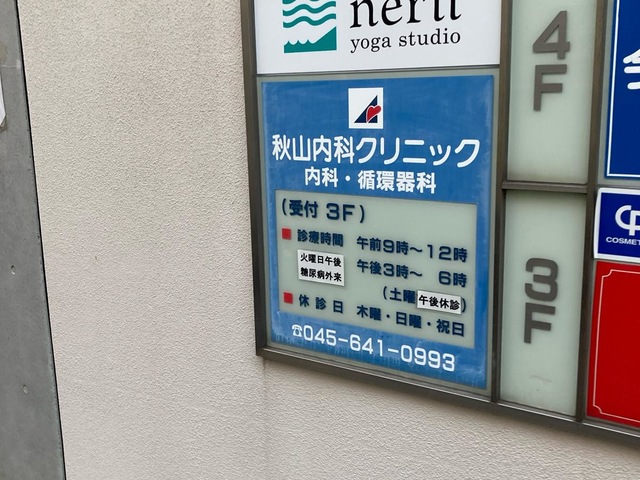 nerii
yoga studio
4F
秋山内科クリニック
内科・循環器科
(受付 3F)
診療時間 午前9時〜12時
火曜日午後
糖尿病外来
午後3時〜 6時
(土曜 午後休診)
休診日 木曜・日曜・祝日
☎045-641-0993
3F
COSMET